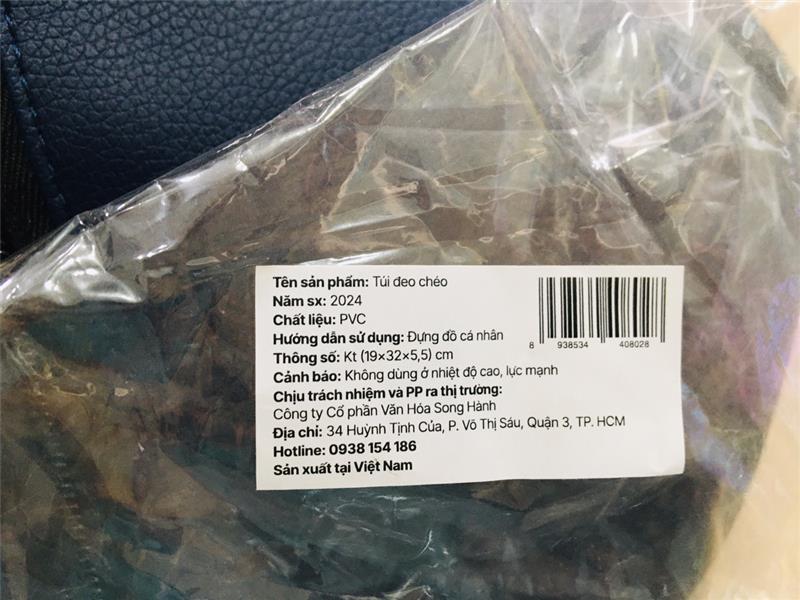 Tên sản phẩm: Túi đeo chéo
Năm sx: 2024
Chất liệu: PVC
Hướng dẫn sử dụng: Đựng đồ cá nhân
Thông số: Kt (19×32×5,5) cm
Cảnh báo: Không dùng ở nhiệt độ cao, lực mạnh
Chịu trách nhiệm và PP ra thị trường:
Công ty Cổ phần Văn Hóa Song Hành
Địa chỉ: 34 Huỳnh Tịnh Của, P. Võ Thị Sáu, Quận 3, TP. HCM
Hotline: 0938 154 186
Sản xuất tại Việt Nam
8 938534 408028